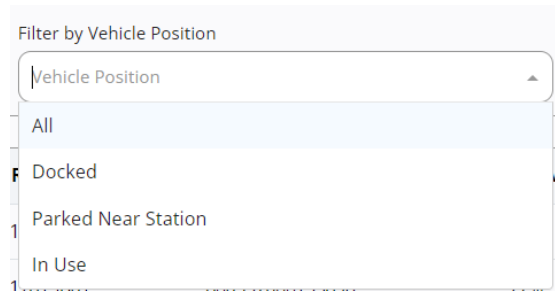 Filter by Vehicle Position
Vehicle Position
All
Docked
Parked Near Station
In Use